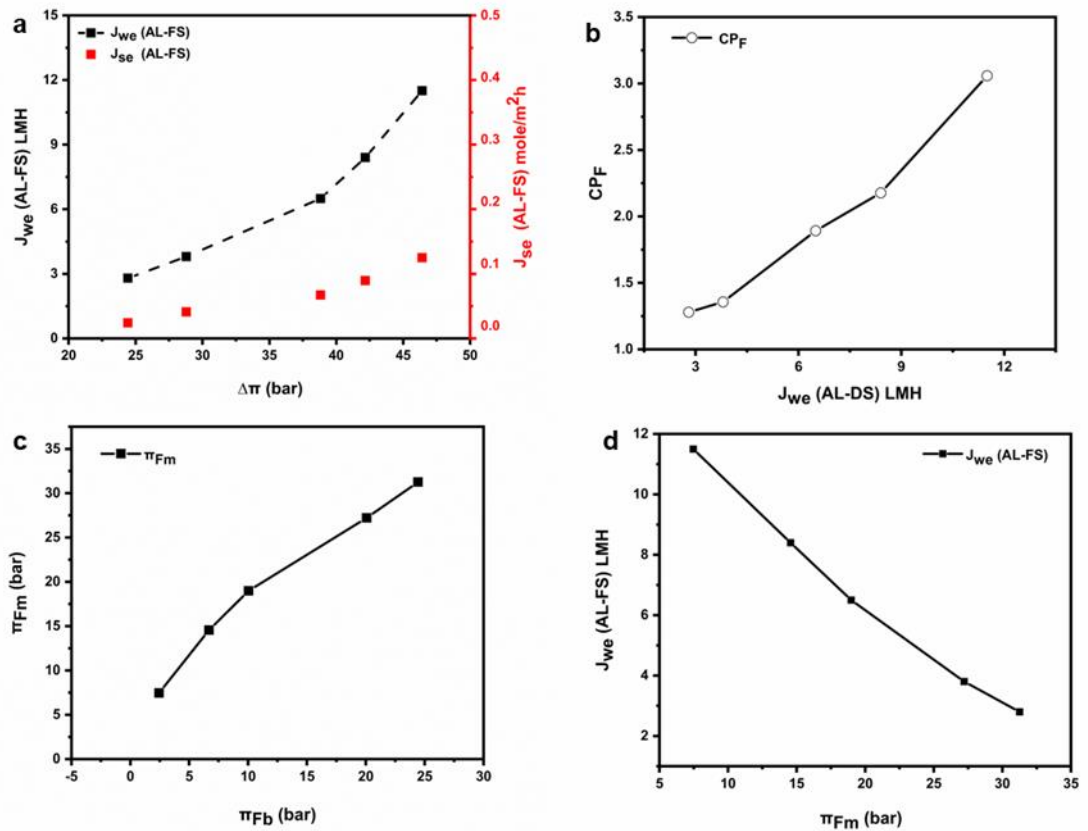 a
J_we (AL-FS)
J_se (AL-FS)
15
12
9
6
3
0
J_we (AL-FS) LMH
0.5
0.4
0.3
0.2
0.1
0.0
J_se (AL-FS) mole/m²h
20 25 30 35 40 45 50
Δπ (bar)
b
CP_F
3.5
3.0
2.5
2.0
1.5
1.0
CP_F
3 6 9 12
J_we (AL-DS) LMH
c
π_Fm
35
30
25
20
15
10
5
0
π_Fm (bar)
-5 0 5 10 15 20 25 30
π_Fb (bar)
d
J_we (AL-FS)
12
10
8
6
4
2
J_we (AL-FS) LMH
5 10 15 20 25 30 35
π_Fm (bar)